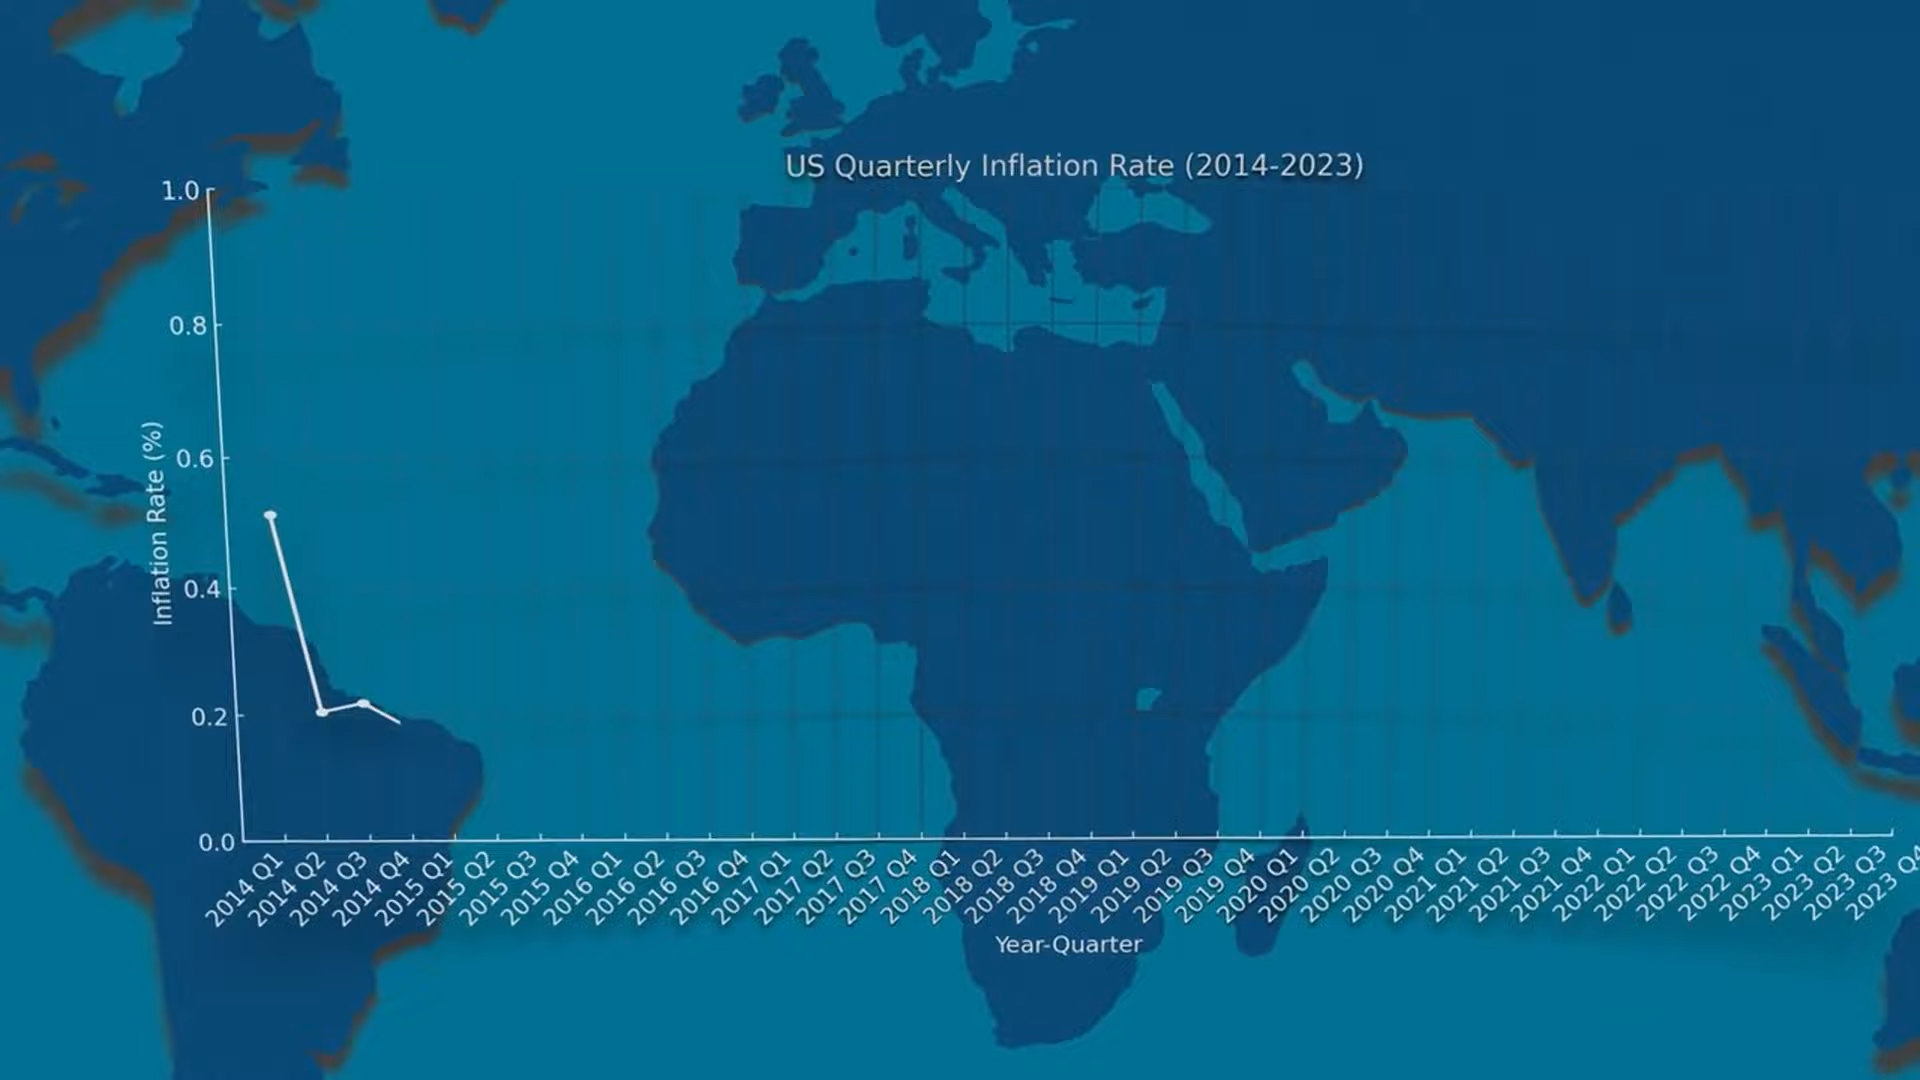 US Quarterly Inflation Rate (2014-2023)
1.0
0.8
0.6
0.4
0.2
0.0
Inflation Rate (%)
2014 Q1
2014 Q2
2014 Q3
2014 Q4
2015 Q1
2015 Q2
2015 Q3
2015 Q4
2016 Q1
2016 Q2
2016 Q3
2016 Q4
2017 Q1
2017 Q2
2017 Q3
2017 Q4
2018 Q1
2018 Q2
2018 Q3
2018 Q4
2019 Q1
2019 Q2
2019 Q3
2019 Q4
2020 Q1
2020 Q2
2020 Q3
2020 Q4
2021 Q1
2021 Q2
2021 Q3
2021 Q4
2022 Q1
2022 Q2
2022 Q3
2022 Q4
2023 Q1
2023 Q2
2023 Q3
2023 Q4
Year-Quarter